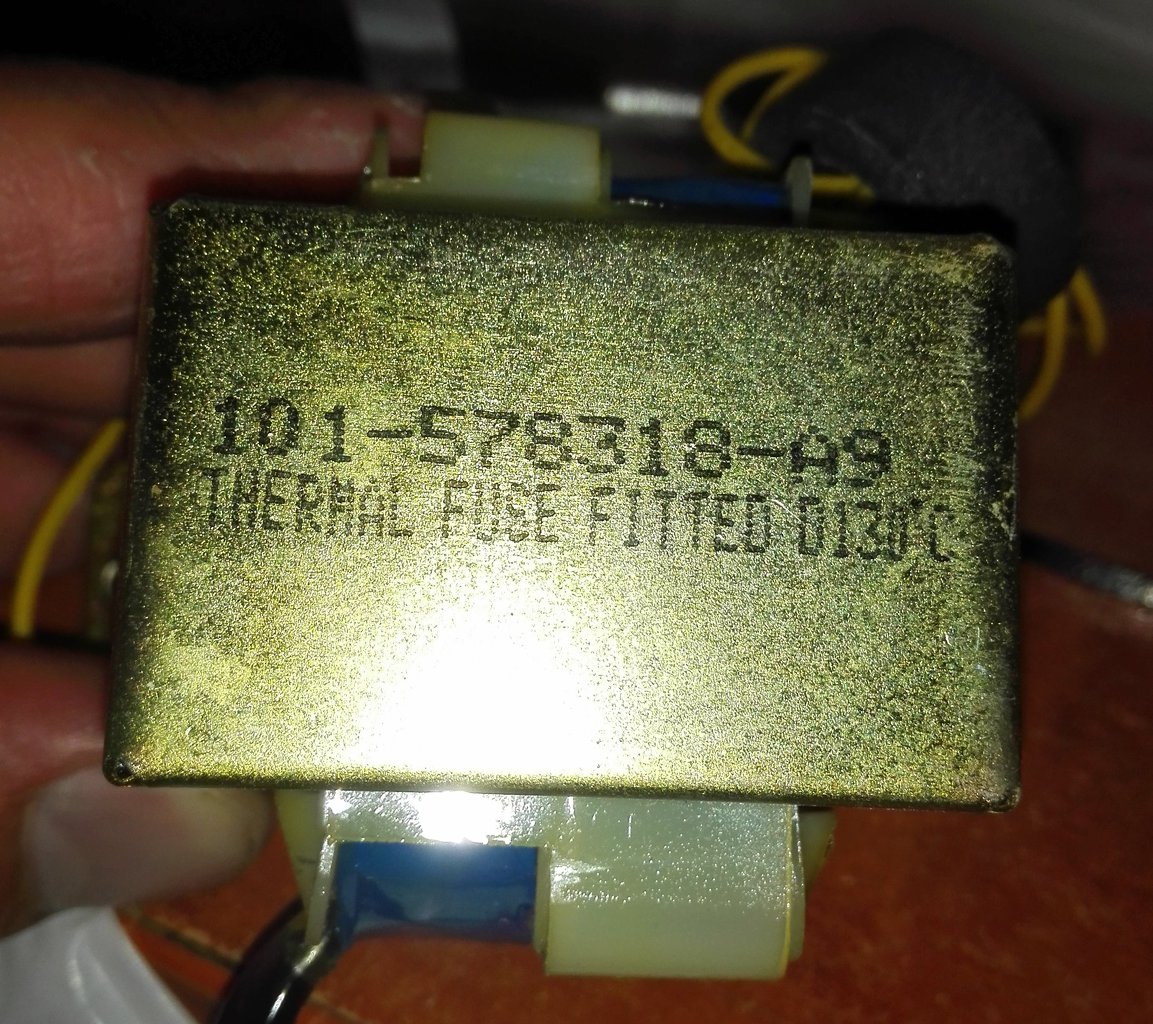 101-578318-A9
THERMAL FUSE FITTED D130°C